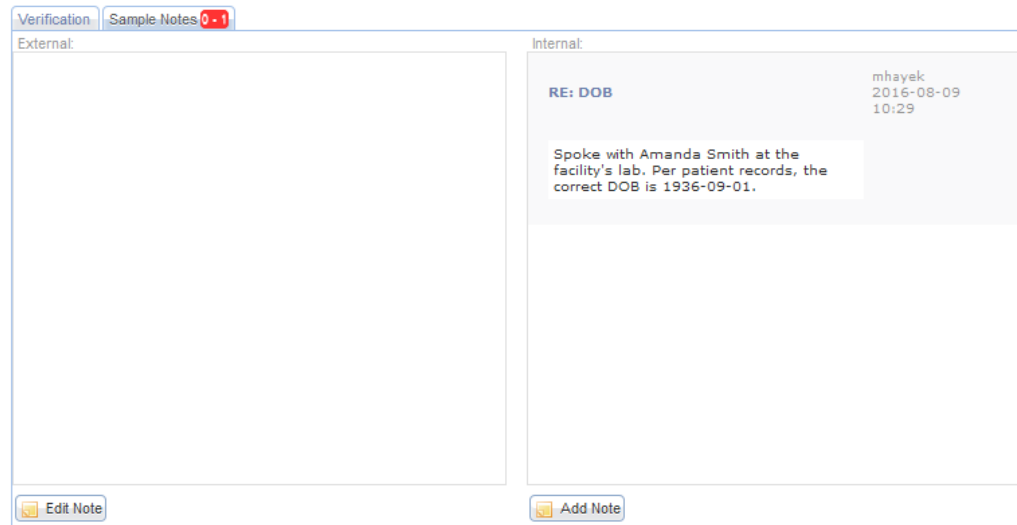 Verification
Sample Notes 0 - 1
External:
Internal:
RE: DOB
mhayek
2016-08-09
10:29
Spoke with Amanda Smith at the
facility's lab. Per patient records, the
correct DOB is 1936-09-01.
Edit Note
Add Note